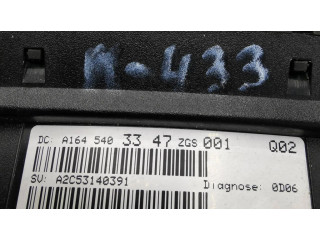 M-433
DC: A164 540 33 47 ZGS 001 Q02
SV: A2C53140391 Diagnose: 0D06